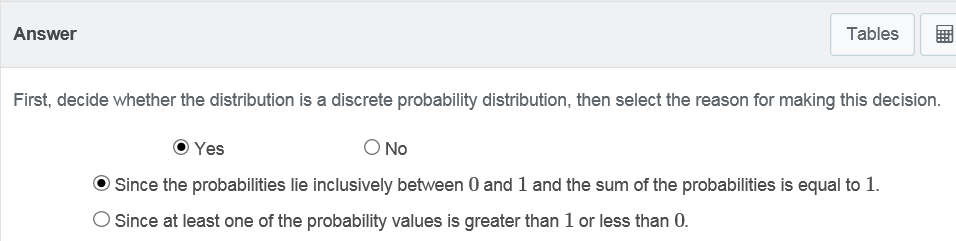 Answer
Tables
First, decide whether the distribution is a discrete probability distribution, then select the reason for making this decision.
Yes
No
Since the probabilities lie inclusively between 0 and 1 and the sum of the probabilities is equal to 1.
Since at least one of the probability values is greater than 1 or less than 0.